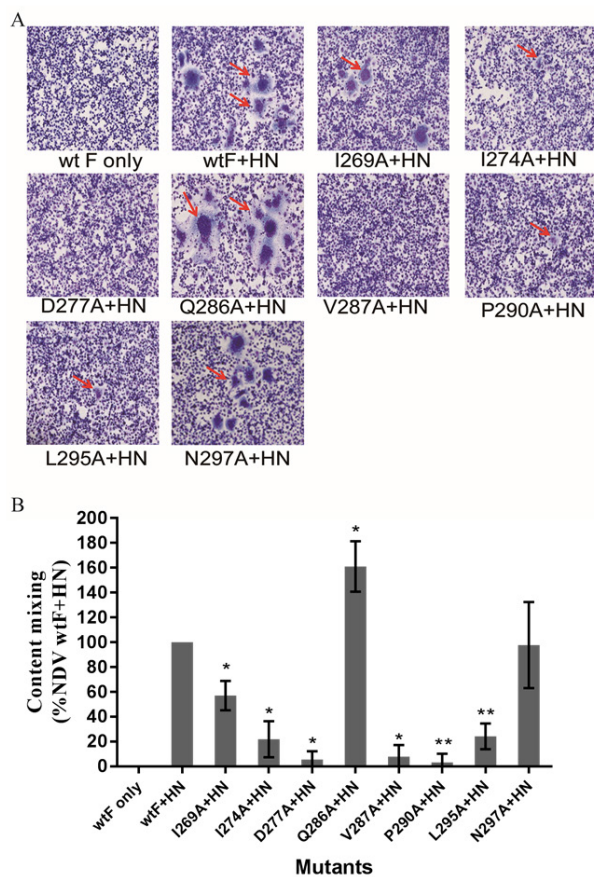 A
wt F only wtF+HN I269A+HN I274A+HN
D277A+HN Q286A+HN V287A+HN P290A+HN
L295A+HN N297A+HN
B
Content mixing
(%NDV wtF+HN)
200
180
160
140
120
100
80
60
40
20
0
* * * * * ** ** *
wtF only wtF+HN I269A+HN I274A+HN D277A+HN Q286A+HN V287A+HN P290A+HN L295A+HN N297A+HN
Mutants